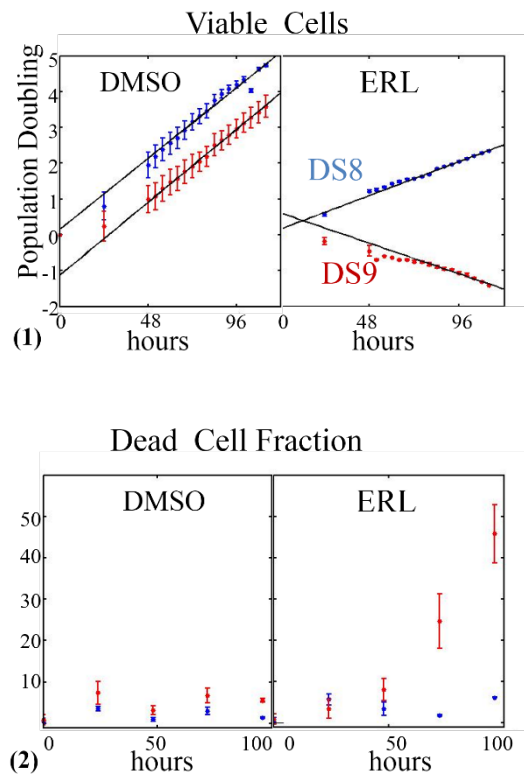 Viable Cells
DMSO
ERL
Population Doubling
5
4
3
2
1
0
-1
-2
DS8
DS9
0
48
96
0
48
96
hours
hours
(1)
Dead Cell Fraction
DMSO
ERL
50
40
30
20
10
0
50
100
0
50
100
hours
hours
(2)